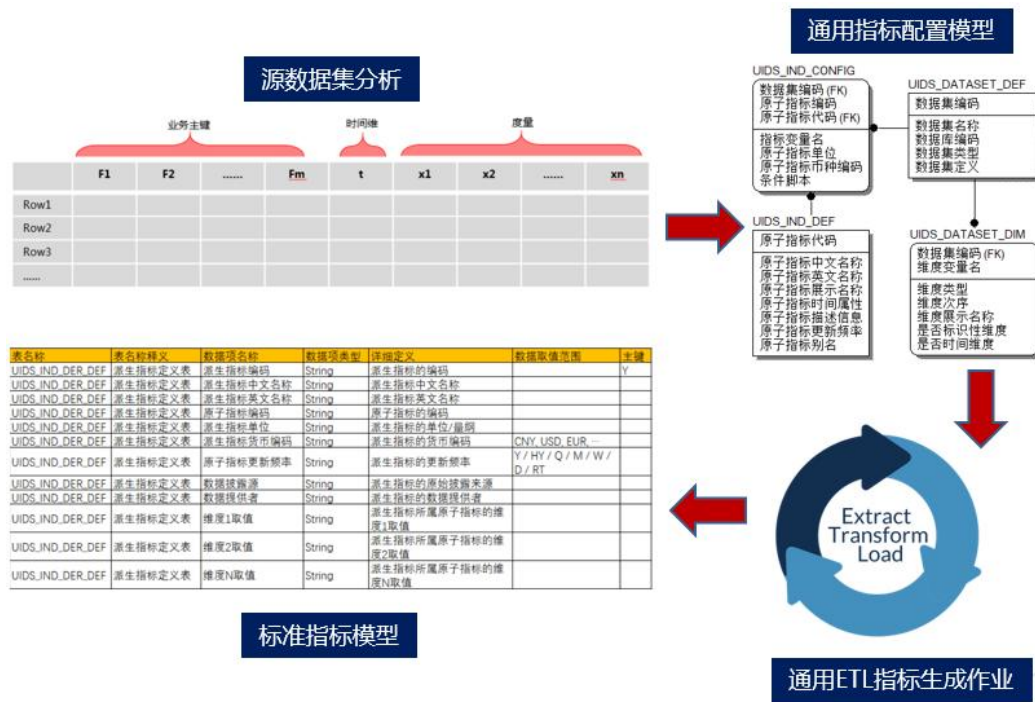 源数据集分析
业务主键 时间维 度量
F1 F2 …… Fm t x1 x2 …… xn
Row1
Row2
Row3
……
通用指标配置模型
UIDS_IND_CONFIG
数据集编码 (FK)
原子指标编码
原子指标代码 (FK)
指标变量名
原子指标单位
原子指标币种编码
条件脚本
UIDS_DATASET_DEF
数据集编码
数据集名称
数据库编码
数据集类型
数据集定义
UIDS_IND_DEF
原子指标代码
原子指标中文名称
原子指标英文名称
原子指标展示名称
原子指标时间属性
原子指标描述信息
原子指标更新频率
原子指标别名
UIDS_DATASET_DIM
数据集编码 (FK)
维度变量名
维度类型
维度次序
维度展示名称
是否标识性维度
是否时间维度
表名称 表名称释义 数据项名称 数据项类型 详细定义 数据取值范围 主键
UIDS_IND_DER_DEF 派生指标定义表 派生指标编码 String 派生指标的编码 Y
UIDS_IND_DER_DEF 派生指标定义表 派生指标中文名称 String 派生指标中文名称
UIDS_IND_DER_DEF 派生指标定义表 派生指标英文名称 String 派生指标英文名称
UIDS_IND_DER_DEF 派生指标定义表 原子指标编码 String 原子指标的编码
UIDS_IND_DER_DEF 派生指标定义表 派生指标单位 String 派生指标的单位/量纲
UIDS_IND_DER_DEF 派生指标定义表 派生指标货币编码 String 派生指标的货币编码 CNY, USD, EUR, …
UIDS_IND_DER_DEF 派生指标定义表 原子指标更新频率 String 派生指标的更新频率 Y / HY / Q / M / W /
D / RT
UIDS_IND_DER_DEF 派生指标定义表 数据披露源 String 派生指标的原始披露来源
UIDS_IND_DER_DEF 派生指标定义表 数据提供者 String 派生指标的数据提供者
UIDS_IND_DER_DEF 派生指标定义表 维度1取值 String 派生指标所属原子指标的维
度1取值
UIDS_IND_DER_DEF 派生指标定义表 维度2取值 String 派生指标所属原子指标的维
度2取值
UIDS_IND_DER_DEF 派生指标定义表 维度N取值 String 派生指标所属原子指标的维
度N取值
标准指标模型
Extract
Transform
Load
通用ETL指标生成作业